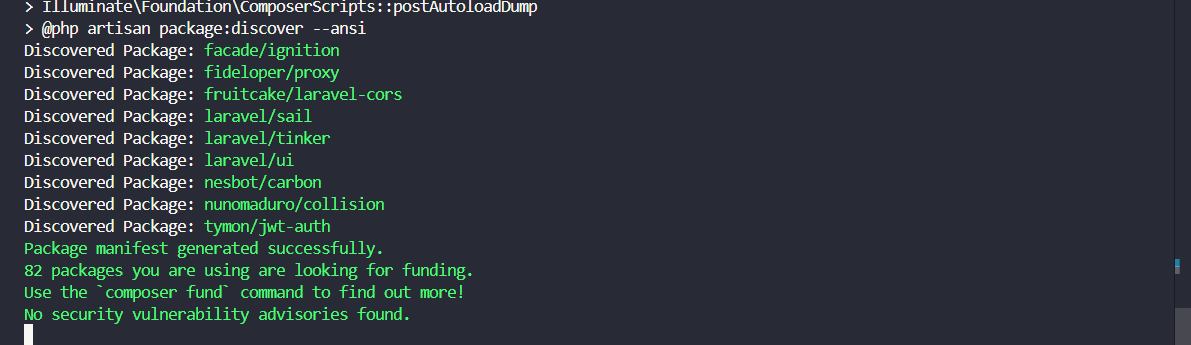 > Illuminate\Foundation\ComposerScripts::postAutoloadDump
> @php artisan package:discover --ansi
Discovered Package: facade/ignition
Discovered Package: fideloper/proxy
Discovered Package: fruitcake/laravel-cors
Discovered Package: laravel/sail
Discovered Package: laravel/tinker
Discovered Package: laravel/ui
Discovered Package: nesbot/carbon
Discovered Package: nunomaduro/collision
Discovered Package: tymon/jwt-auth
Package manifest generated successfully.
82 packages you are using are looking for funding.
Use the `composer fund` command to find out more!
No security vulnerability advisories found.